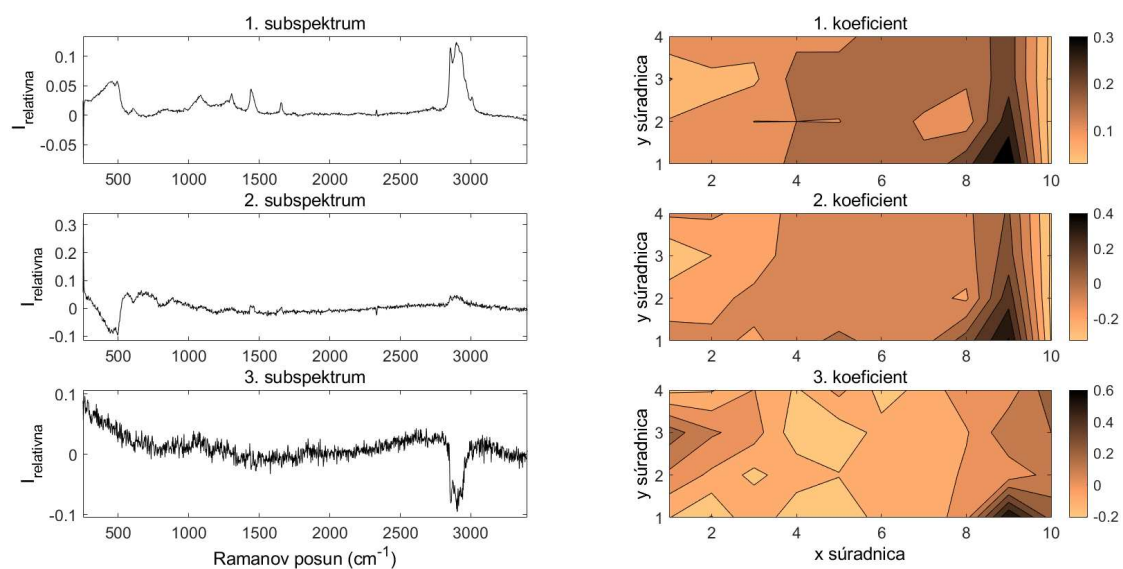 1. subspektrum
0.1
0.05
0
-0.05
I relativna
500 1000 1500 2000 2500 3000
1. koeficient
4
3
2
1
y súradnica
2 4 6 8 10
0.3
0.2
0.1
2. subspektrum
0.3
0.2
0.1
0
-0.1
I relativna
500 1000 1500 2000 2500 3000
2. koeficient
4
3
2
1
y súradnica
2 4 6 8 10
0.4
0.2
0
-0.2
3. subspektrum
0.1
0
-0.1
I relativna
500 1000 1500 2000 2500 3000
Ramanov posun (cm-1)
3. koeficient
4
3
2
1
y súradnica
2 4 6 8 10
x súradnica
0.6
0.4
0.2
0
-0.2